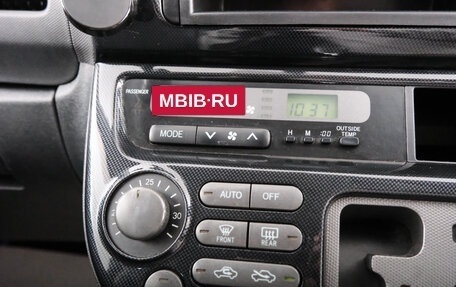 PASSENGER
MBIB·RU
10:37
MODE
H M :00 OUTSIDE TEMP
25
30
AUTO OFF
FRONT REAR